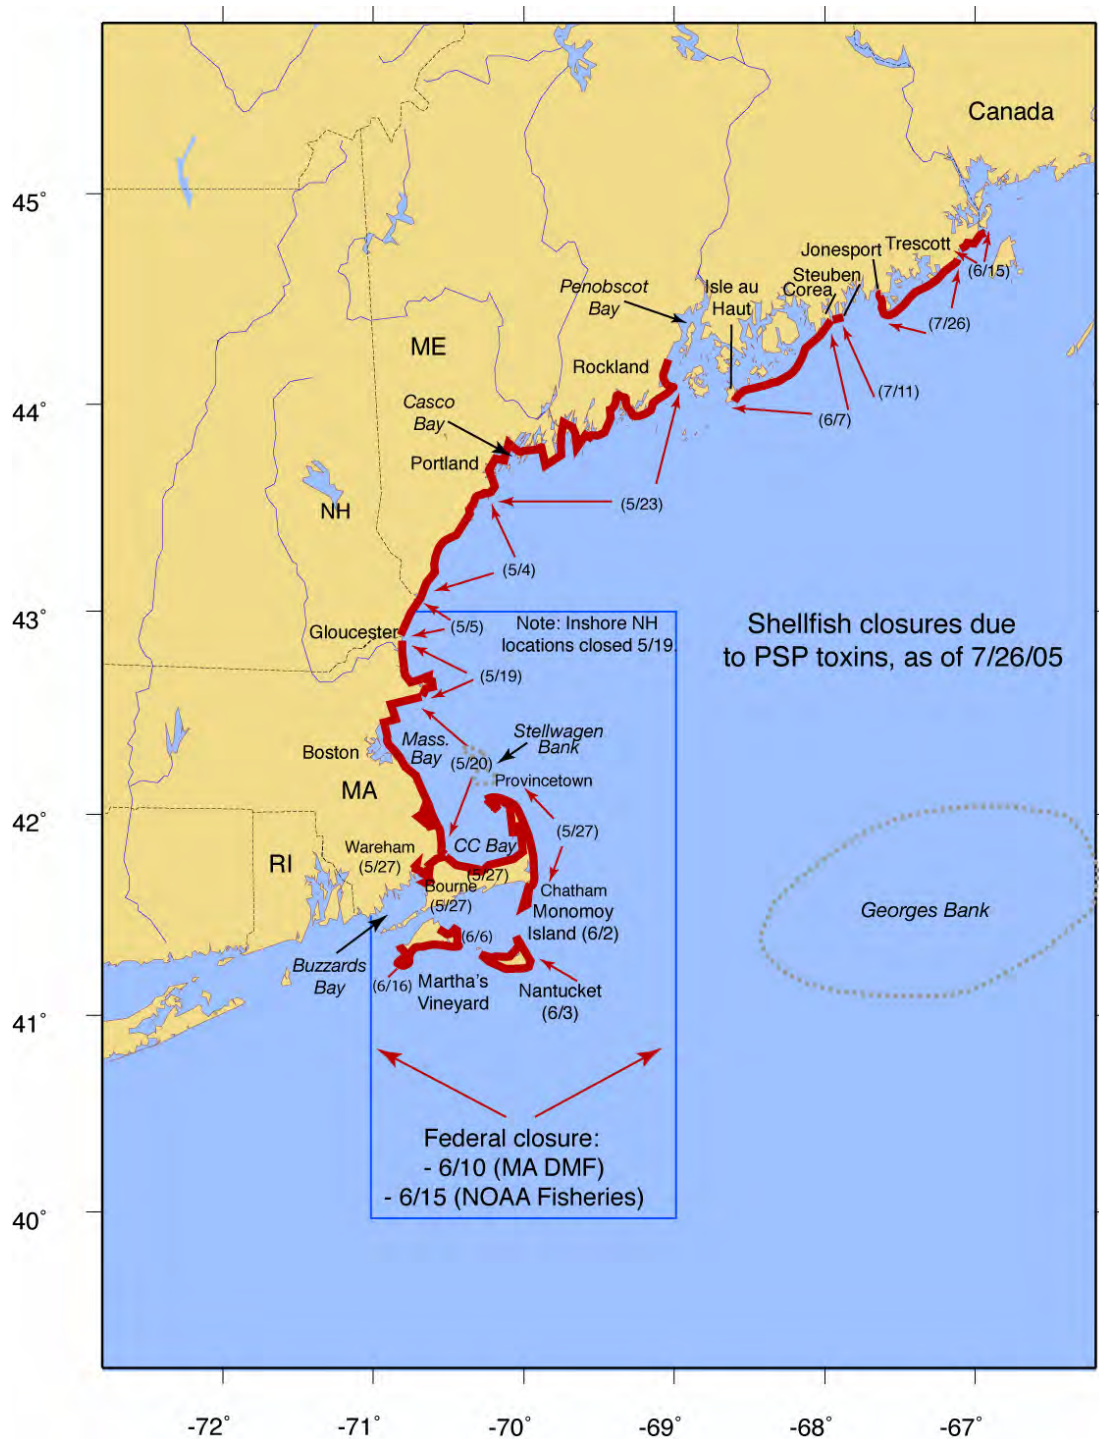 Canada
45°
Jonesport
Trescott
(6/15)
Steuben
Corea
Penobscot
Bay
Isle au
Haut
(7/26)
ME
Rockland
(7/11)
44°
(6/7)
Casco
Bay
Portland
(5/23)
NH
(5/4)
43°
Gloucester
(5/5)
Note: Inshore NH
locations closed 5/19.
Shellfish closures due
to PSP toxins, as of 7/26/05
(5/19)
Mass.
Bay
Stellwagen
Bank
Boston
(5/20)
Provincetown
MA
42°
(5/27)
Wareham
(5/27)
CC Bay
(5/27)
RI
Bourne
(5/27)
Chatham
Monomoy
Island (6/2)
Georges Bank
(6/6)
Buzzards
Bay
(6/16)
Martha's
Vineyard
Nantucket
(6/3)
41°
Federal closure:
- 6/10 (MA DMF)
- 6/15 (NOAA Fisheries)
40°
-72°
-71°
-70°
-69°
-68°
-67°